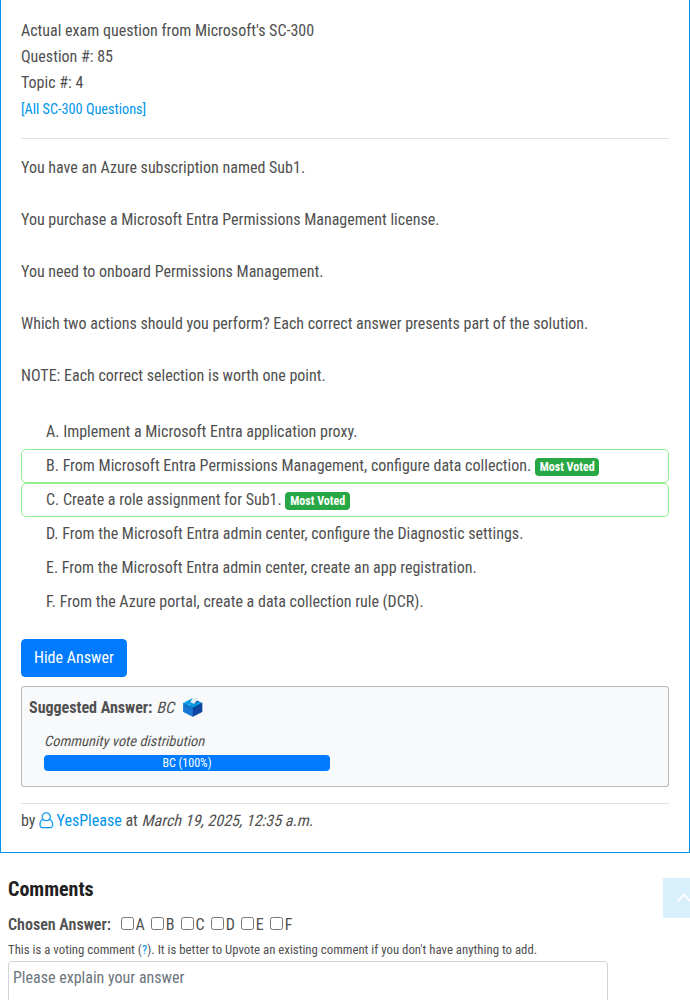 Actual exam question from Microsoft's SC-300
Question #: 85
Topic #: 4
[All SC-300 Questions]
You have an Azure subscription named Sub1.
You purchase a Microsoft Entra Permissions Management license.
You need to onboard Permissions Management.
Which two actions should you perform? Each correct answer presents part of the solution.
NOTE: Each correct selection is worth one point.
A. Implement a Microsoft Entra application proxy.
B. From Microsoft Entra Permissions Management, configure data collection. Most Voted
C. Create a role assignment for Sub1. Most Voted
D. From the Microsoft Entra admin center, configure the Diagnostic settings.
E. From the Microsoft Entra admin center, create an app registration.
F. From the Azure portal, create a data collection rule (DCR).
Hide Answer
Suggested Answer: BC
Community vote distribution
BC (100%)
by YesPlease at March 19, 2025, 12:35 a.m.
Comments
Chosen Answer: A B C D E F
This is a voting comment (?). It is better to Upvote an existing comment if you don't have anything to add.
Please explain your answer